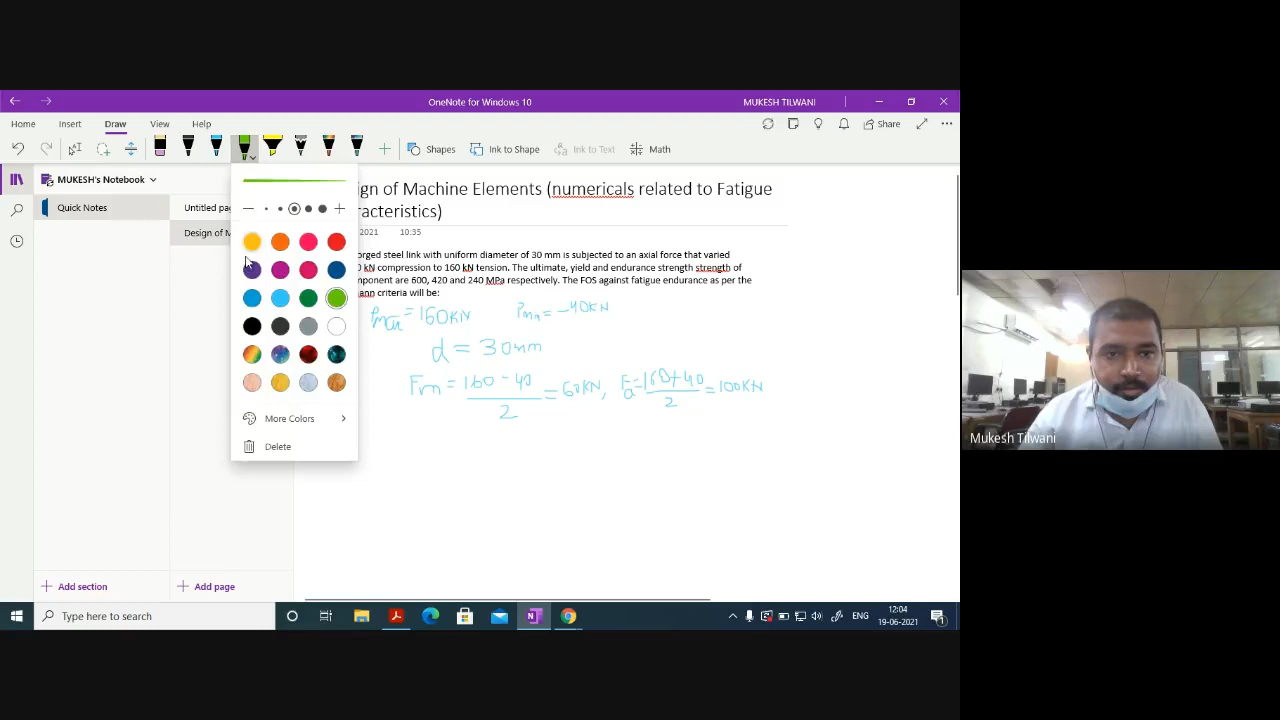 OneNote for Windows 10
MUKESH TILWANI
Home
Insert
Draw
View
Help
Share
Shapes
Ink to Shape
Ink to Text
Math
MUKESH's Notebook
Quick Notes
Untitled pa
Design of M
More Colors
Delete
ign of Machine Elements (numericals related to Fatigue
racteristics)
2021 10:35
orged steel link with uniform diameter of 30 mm is subjected to an axial force that varied
0 kN compression to 160 kN tension. The ultimate, yield and endurance strength strength of
ponent are 600, 420 and 240 MPa respectively. The FOS against fatigue endurance as per the
mann criteria will be:
Pmax = 160KN Pmin = -40KN
d = 30mm
Fm = 160 - 40 / 2 = 60KN, Fa = 160 + 40 / 2 = 100KN
Add section
Add page
Type here to search
ENG
12:04
19-06-2021
Mukesh Tilwani